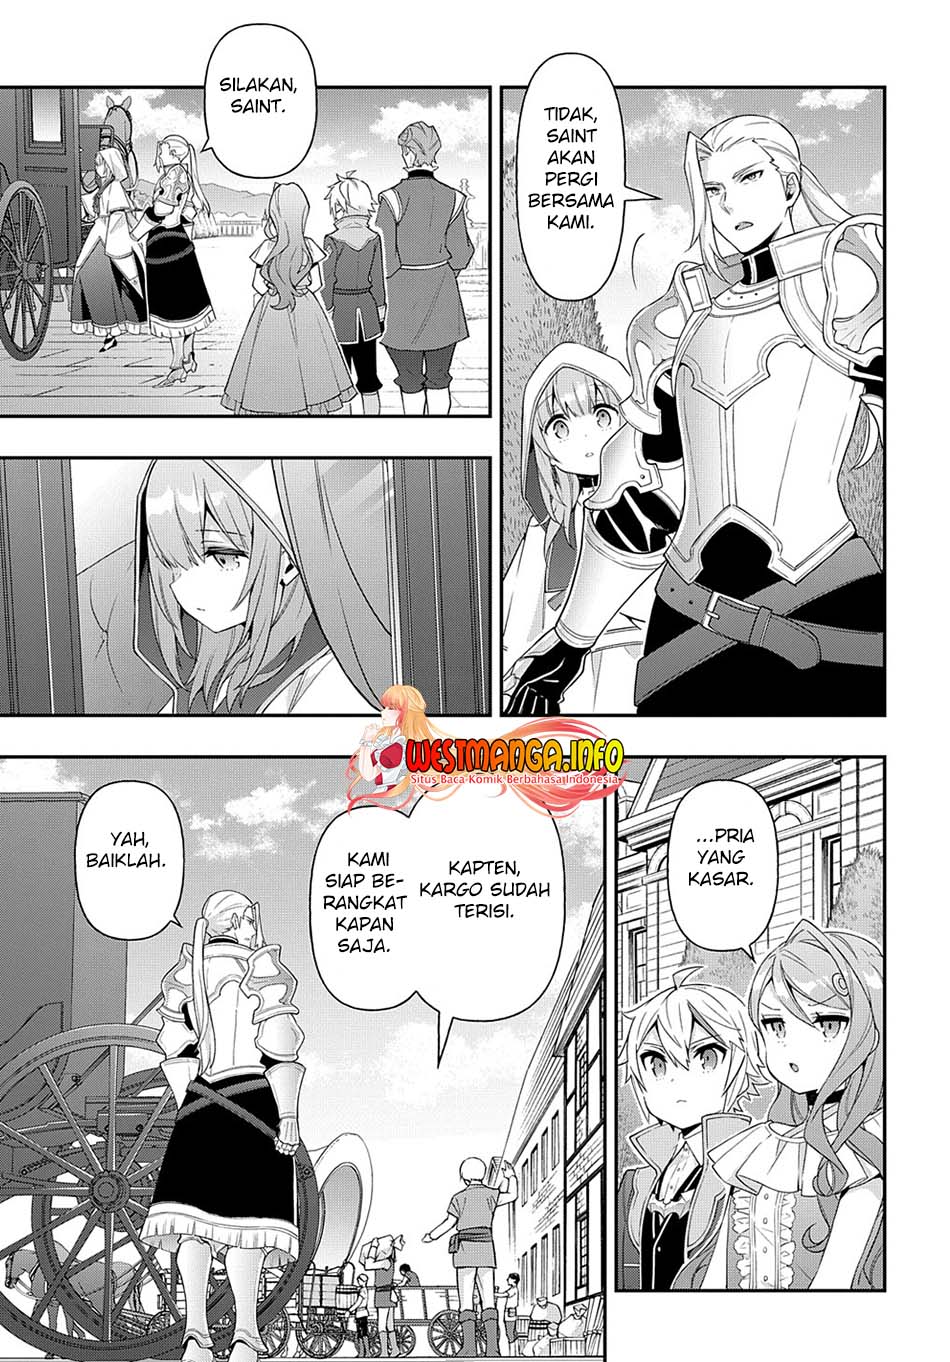 TIDAK,
SAINT
AKAN
PERGI
BERSAMA
KAMI.
SILAKAN,
SAINT.
WESTMANGA.INFO
Situs Baca Komik Berbahasa Indonesia
...PRIA
YANG
KASAR.
KAPTEN,
KARGO SUDAH
TERISI.
KAMI
SIAP BE-
RANGKAT
KAPAN
SAJA.
YAH,
BAIKLAH.